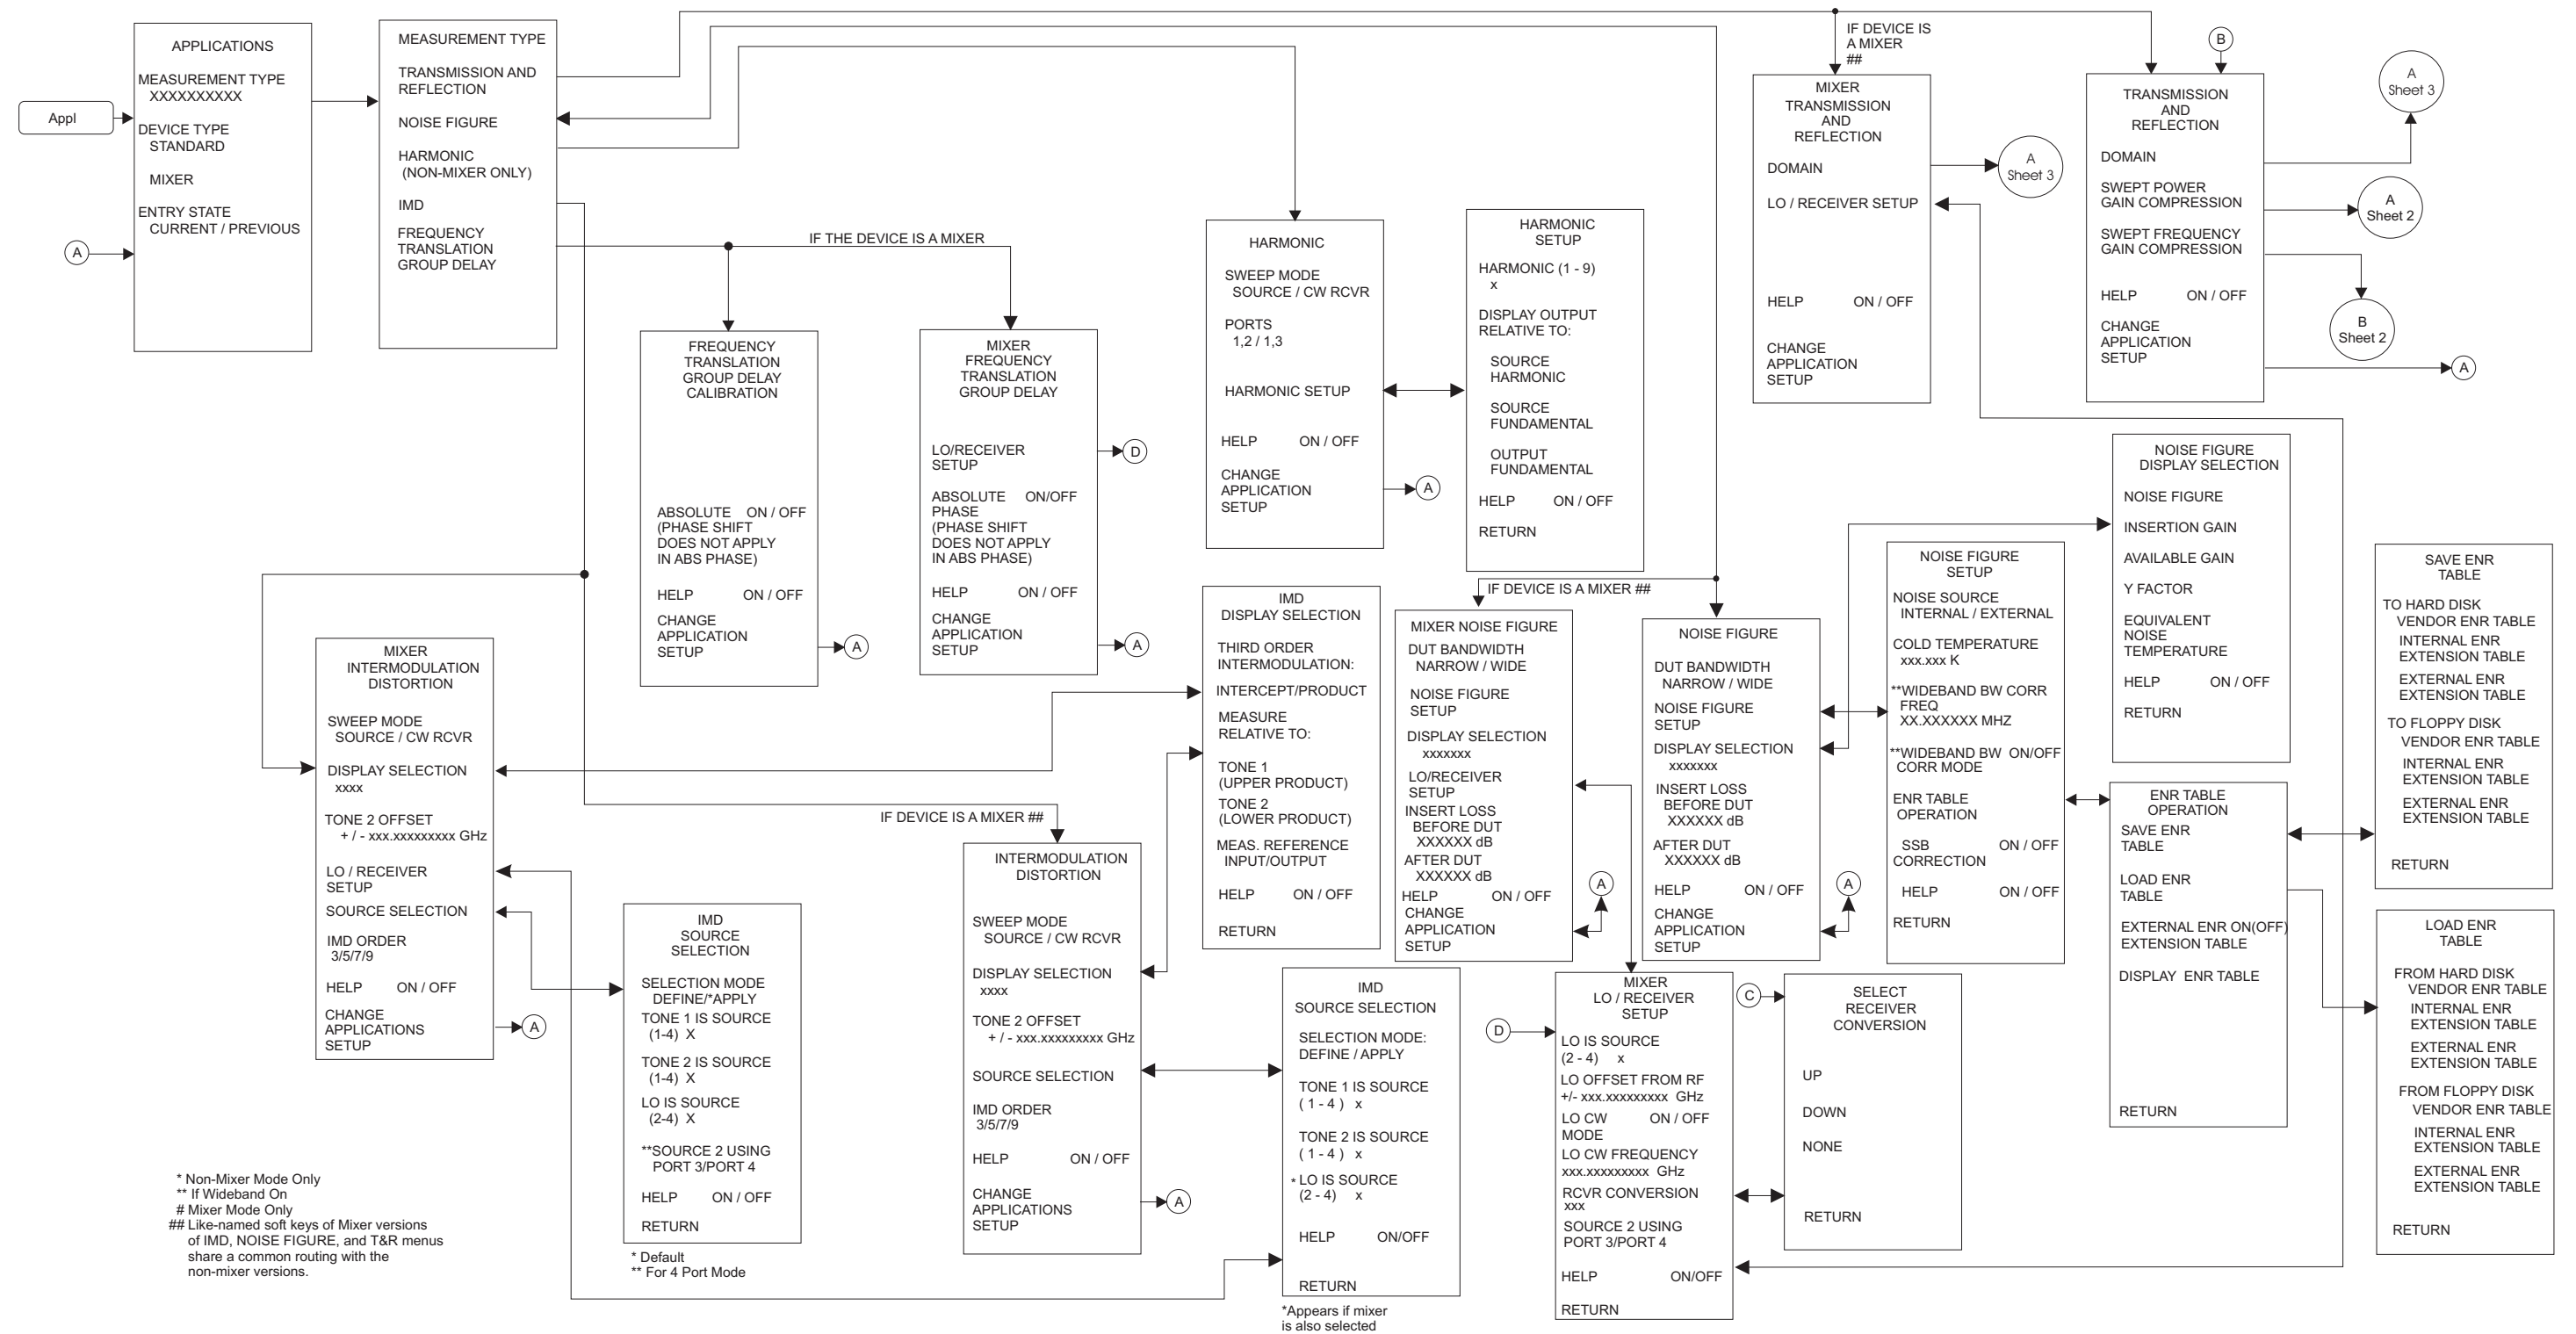 Appl
A
APPLICATIONS
MEASUREMENT TYPE
XXXXXXXXXX
DEVICE TYPE
STANDARD
MIXER
ENTRY STATE
CURRENT / PREVIOUS
MEASUREMENT TYPE
TRANSMISSION AND
REFLECTION
NOISE FIGURE
HARMONIC
(NON-MIXER ONLY)
IMD
FREQUENCY
TRANSLATION
GROUP DELAY
IF THE DEVICE IS A MIXER
FREQUENCY
TRANSLATION
GROUP DELAY
CALIBRATION
ABSOLUTE ON / OFF
(PHASE SHIFT
DOES NOT APPLY
IN ABS PHASE)
HELP ON / OFF
CHANGE
APPLICATION
SETUP
A
MIXER
FREQUENCY
TRANSLATION
GROUP DELAY
LO/RECEIVER
SETUP
D
ABSOLUTE ON/OFF
PHASE
(PHASE SHIFT
DOES NOT APPLY
IN ABS PHASE)
HELP ON / OFF
CHANGE
APPLICATION
SETUP
A
HARMONIC
SWEEP MODE
SOURCE / CW RCVR
PORTS
1,2 / 1,3
HARMONIC SETUP
HELP ON / OFF
CHANGE
APPLICATION
SETUP
A
HARMONIC
SETUP
HARMONIC (1 - 9)
x
DISPLAY OUTPUT
RELATIVE TO:
SOURCE
HARMONIC
SOURCE
FUNDAMENTAL
OUTPUT
FUNDAMENTAL
HELP ON / OFF
RETURN
IF DEVICE IS
A MIXER
##
MIXER
TRANSMISSION
AND
REFLECTION
DOMAIN
LO / RECEIVER SETUP
HELP ON / OFF
CHANGE
APPLICATION
SETUP
A
Sheet 3
B
TRANSMISSION
AND
REFLECTION
DOMAIN
SWEPT POWER
GAIN COMPRESSION
SWEPT FREQUENCY
GAIN COMPRESSION
HELP ON / OFF
CHANGE
APPLICATION
SETUP
A
Sheet 3
A
Sheet 2
B
Sheet 2
A
MIXER
INTERMODULATION
DISTORTION
SWEEP MODE
SOURCE / CW RCVR
DISPLAY SELECTION
xxxx
TONE 2 OFFSET
+ / - xxx.xxxxxxxxx GHz
LO / RECEIVER
SETUP
SOURCE SELECTION
IMD ORDER
3/5/7/9
HELP ON / OFF
CHANGE
APPLICATIONS
SETUP
A
IMD
SOURCE
SELECTION
SELECTION MODE
DEFINE/*APPLY
TONE 1 IS SOURCE
(1-4) X
TONE 2 IS SOURCE
(1-4) X
LO IS SOURCE
(2-4) X
**SOURCE 2 USING
PORT 3/PORT 4
HELP ON / OFF
RETURN
* Default
** For 4 Port Mode
IF DEVICE IS A MIXER ##
INTERMODULATION
DISTORTION
SWEEP MODE
SOURCE / CW RCVR
DISPLAY SELECTION
xxxx
TONE 2 OFFSET
+ / - xxx.xxxxxxxxx GHz
SOURCE SELECTION
IMD ORDER
3/5/7/9
HELP ON / OFF
CHANGE
APPLICATIONS
SETUP
A
IMD
DISPLAY SELECTION
THIRD ORDER
INTERMODULATION:
INTERCEPT/PRODUCT
MEASURE
RELATIVE TO:
TONE 1
(UPPER PRODUCT)
TONE 2
(LOWER PRODUCT)
MEAS. REFERENCE
INPUT/OUTPUT
HELP ON / OFF
RETURN
IMD
SOURCE SELECTION
SELECTION MODE:
DEFINE / APPLY
TONE 1 IS SOURCE
( 1 - 4 ) x
TONE 2 IS SOURCE
( 1 - 4 ) x
* LO IS SOURCE
(2 - 4) x
HELP ON/OFF
RETURN
*Appears if mixer
is also selected
IF DEVICE IS A MIXER ##
MIXER NOISE FIGURE
DUT BANDWIDTH
NARROW / WIDE
NOISE FIGURE
SETUP
DISPLAY SELECTION
xxxxxxx
LO/RECEIVER
SETUP
INSERT LOSS
BEFORE DUT
XXXXXX dB
AFTER DUT
XXXXXX dB
HELP ON / OFF
CHANGE
APPLICATION
SETUP
A
NOISE FIGURE
DUT BANDWIDTH
NARROW / WIDE
NOISE FIGURE
SETUP
DISPLAY SELECTION
xxxxxxx
INSERT LOSS
BEFORE DUT
XXXXXX dB
AFTER DUT
XXXXXX dB
HELP ON / OFF
CHANGE
APPLICATION
SETUP
A
NOISE FIGURE
SETUP
NOISE SOURCE
INTERNAL / EXTERNAL
COLD TEMPERATURE
xxx.xxx K
**WIDEBAND BW CORR
FREQ
XX.XXXXXX MHZ
**WIDEBAND BW ON/OFF
CORR MODE
ENR TABLE
OPERATION
SSB ON / OFF
CORRECTION
HELP ON / OFF
RETURN
NOISE FIGURE
DISPLAY SELECTION
NOISE FIGURE
INSERTION GAIN
AVAILABLE GAIN
Y FACTOR
EQUIVALENT
NOISE
TEMPERATURE
HELP ON / OFF
RETURN
ENR TABLE
OPERATION
SAVE ENR
TABLE
LOAD ENR
TABLE
EXTERNAL ENR ON(OFF)
EXTENSION TABLE
DISPLAY ENR TABLE
RETURN
SAVE ENR
TABLE
TO HARD DISK
VENDOR ENR TABLE
INTERNAL ENR
EXTENSION TABLE
EXTERNAL ENR
EXTENSION TABLE
TO FLOPPY DISK
VENDOR ENR TABLE
INTERNAL ENR
EXTENSION TABLE
EXTERNAL ENR
EXTENSION TABLE
RETURN
LOAD ENR
TABLE
FROM HARD DISK
VENDOR ENR TABLE
INTERNAL ENR
EXTENSION TABLE
EXTERNAL ENR
EXTENSION TABLE
FROM FLOPPY DISK
VENDOR ENR TABLE
INTERNAL ENR
EXTENSION TABLE
EXTERNAL ENR
EXTENSION TABLE
RETURN
D
MIXER
LO / RECEIVER
SETUP
LO IS SOURCE
(2 - 4) x
LO OFFSET FROM RF
+/- xxx.xxxxxxxxx GHz
LO CW ON / OFF
MODE
LO CW FREQUENCY
xxx.xxxxxxxxx GHz
RCVR CONVERSION
xxx
SOURCE 2 USING
PORT 3/PORT 4
HELP ON/OFF
RETURN
C
SELECT
RECEIVER
CONVERSION
UP
DOWN
NONE
RETURN
* Non-Mixer Mode Only
** If Wideband On
# Mixer Mode Only
## Like-named soft keys of Mixer versions
of IMD, NOISE FIGURE, and T&R menus
share a common routing with the
non-mixer versions.